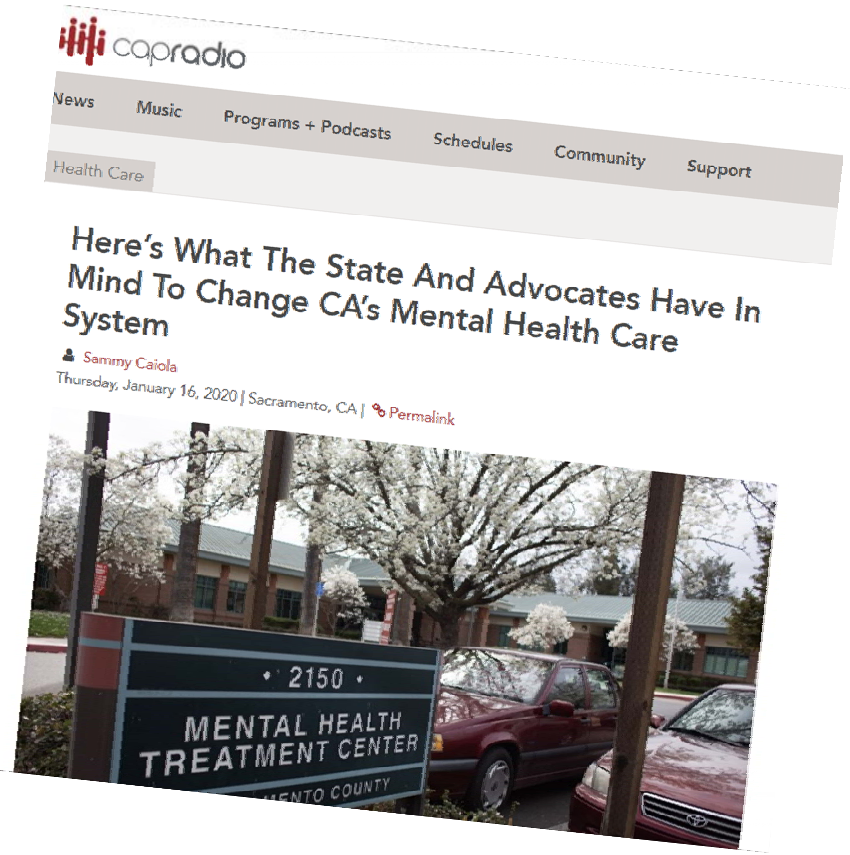 capradio
News Music Programs + Podcasts Schedules Community Support
Health Care
Here's What The State And Advocates Have In
Mind To Change CA's Mental Health Care
System
Sammy Caiola
Thursday, January 16, 2020 | Sacramento, CA | Permalink
• 2150 •
MENTAL HEALTH
TREATMENT CENTER
MENTO COUNTY